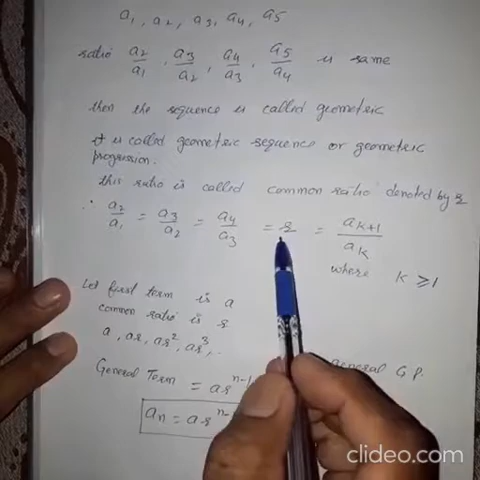 a₁, a₂, a₃, a₄, a₅
ratio a₂/a₁, a₃/a₂, a₄/a₃, a₅/a₄ is same
then the sequence is called geometric
it is called geometric sequence or geometric
progression.
this ratio is called common ratio denoted by r
∴ a₂/a₁ = a₃/a₂ = a₄/a₃ = r = aₖ₊₁/aₖ
where k ≥ 1
Let first term is a
common ratio is r
a, ar, ar², ar³, .
General Term = arⁿ⁻¹ general G.P.
aₙ = arⁿ⁻
clideo.com